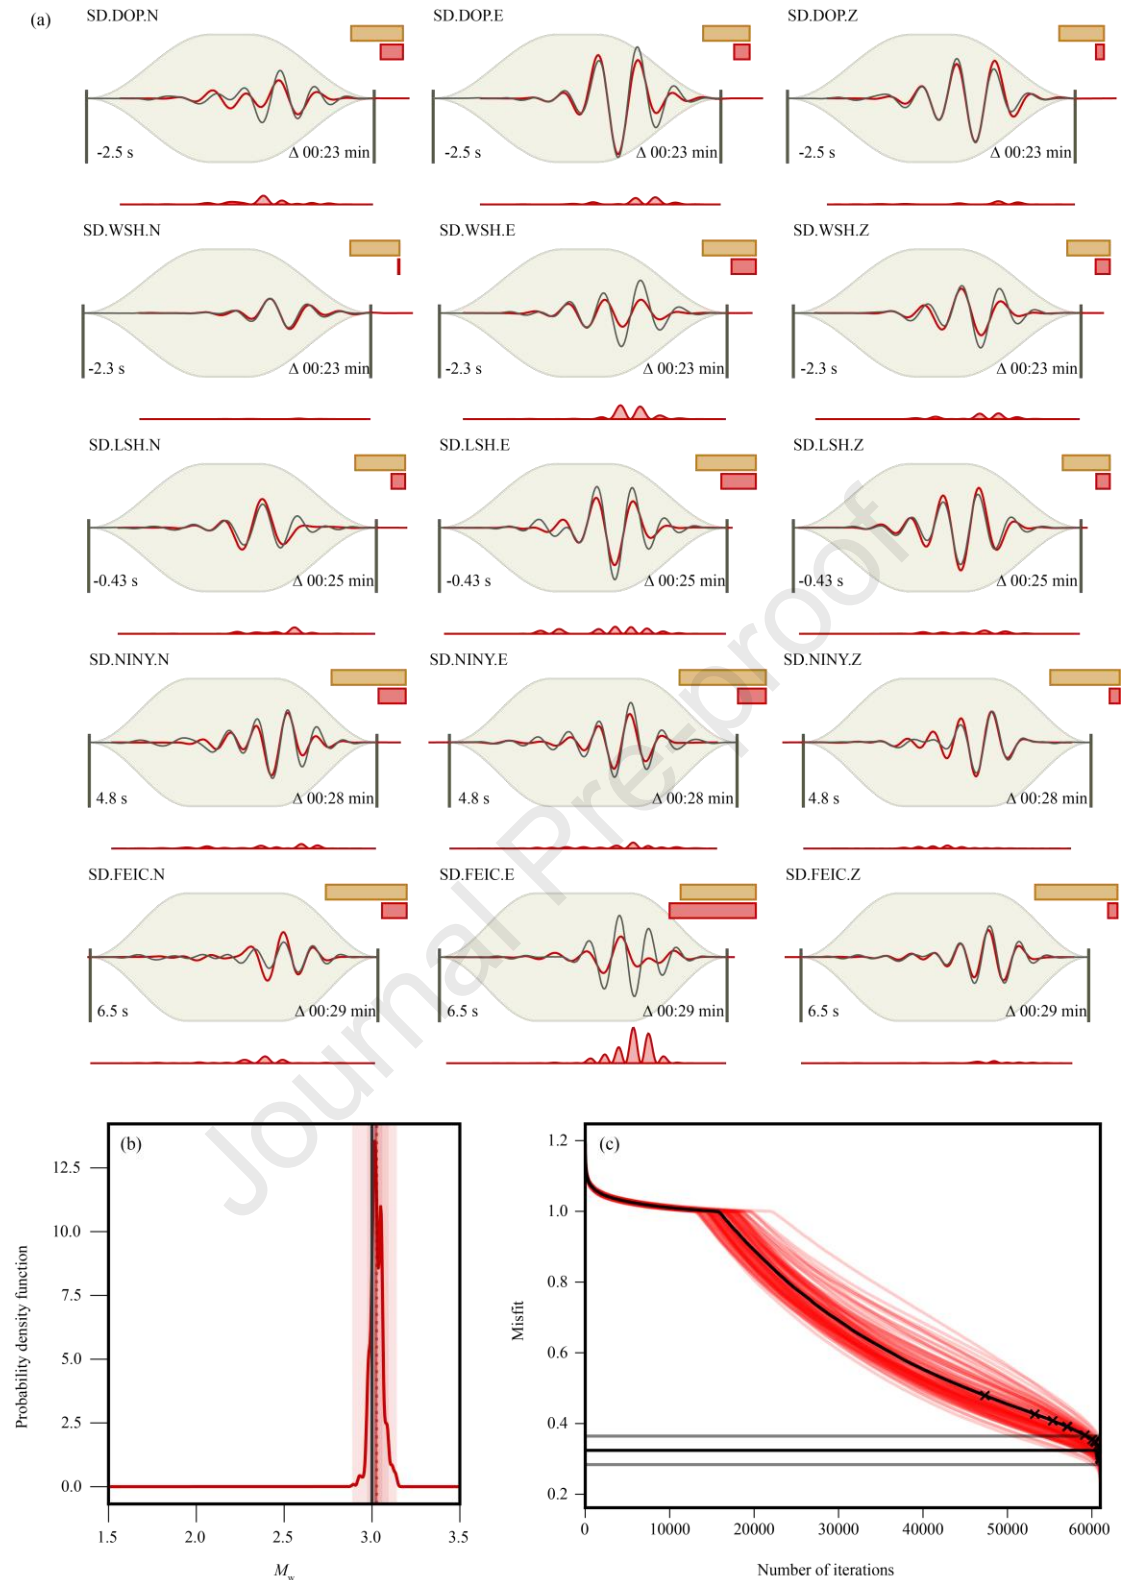 (a)
SD.DOP.N SD.DOP.E SD.DOP.Z
-2.5 s Δ 00:23 min -2.5 s Δ 00:23 min -2.5 s Δ 00:23 min
SD.WSH.N SD.WSH.E SD.WSH.Z
-2.3 s Δ 00:23 min -2.3 s Δ 00:23 min -2.3 s Δ 00:23 min
SD.LSH.N SD.LSH.E SD.LSH.Z
-0.43 s Δ 00:25 min -0.43 s Δ 00:25 min -0.43 s Δ 00:25 min
SD.NINY.N SD.NINY.E SD.NINY.Z
4.8 s Δ 00:28 min 4.8 s Δ 00:28 min 4.8 s Δ 00:28 min
SD.FEIC.N SD.FEIC.E SD.FEIC.Z
6.5 s Δ 00:29 min 6.5 s Δ 00:29 min 6.5 s Δ 00:29 min
Journal Pre-proof
(b)
Probability density function
12.5
10.0
7.5
5.0
2.5
0.0
1.5 2.0 2.5 3.0 3.5
M_w
(c)
Misfit
1.2
1.0
0.8
0.6
0.4
0.2
0 10000 20000 30000 40000 50000 60000
Number of iterations